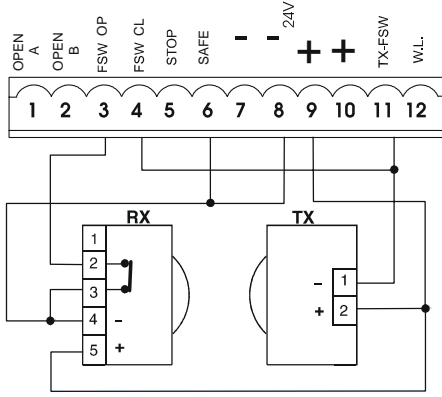 OPEN A
OPEN B
FSW OP
FSW CL
STOP
SAFE
-
-
24V
+
+
TX-FSW
W.L.
1 2 3 4 5 6 7 8 9 10 11 12
RX
TX
1
2
3
4 -
5 +
- 1
+ 2